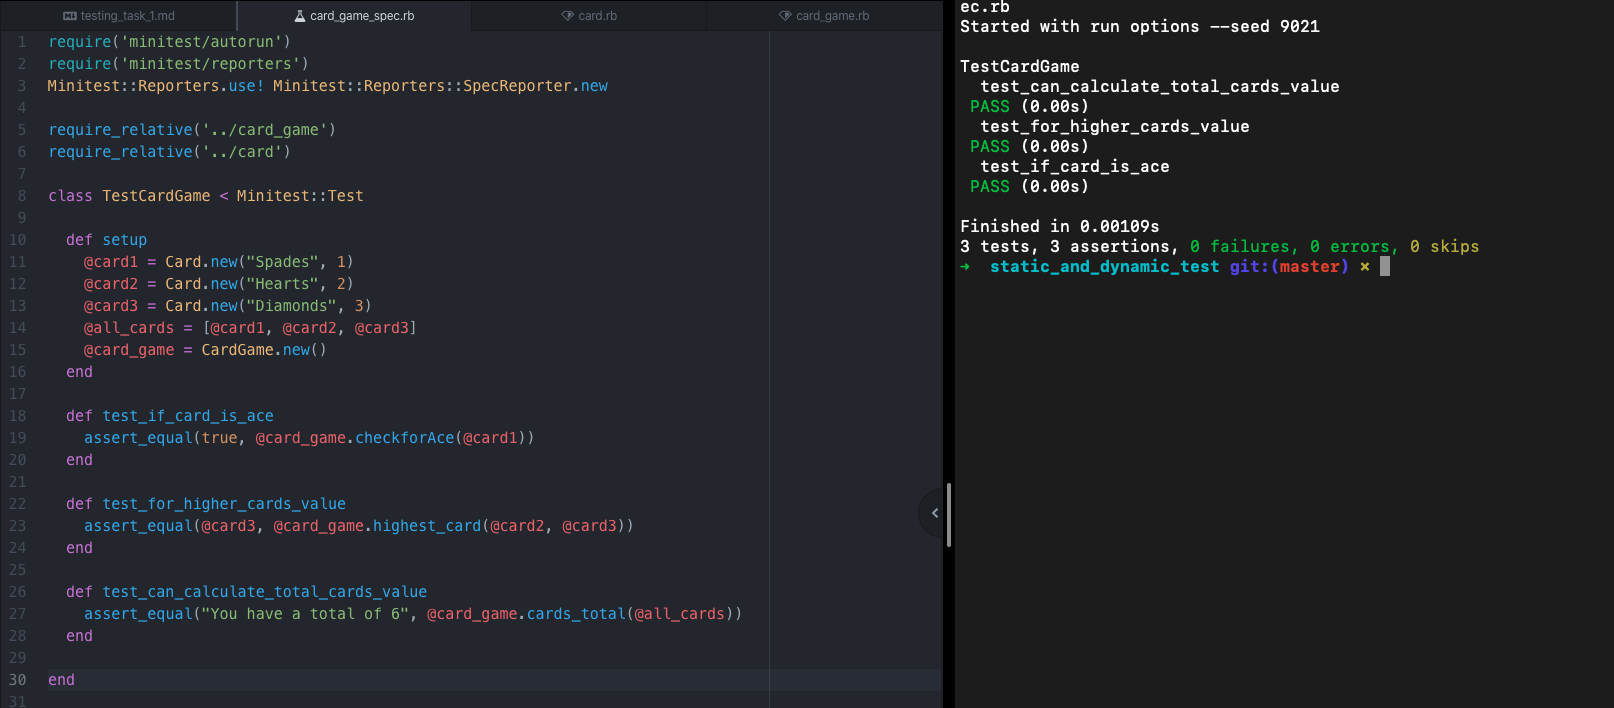 testing_task_1.md card_game_spec.rb card.rb card_game.rb
1 require('minitest/autorun')
2 require('minitest/reporters')
3 Minitest::Reporters.use! Minitest::Reporters::SpecReporter.new
4
5 require_relative('../card_game')
6 require_relative('../card')
7
8 class TestCardGame < Minitest::Test
9
10   def setup
11     @card1 = Card.new("Spades", 1)
12     @card2 = Card.new("Hearts", 2)
13     @card3 = Card.new("Diamonds", 3)
14     @all_cards = [@card1, @card2, @card3]
15     @card_game = CardGame.new()
16   end
17
18   def test_if_card_is_ace
19     assert_equal(true, @card_game.checkforAce(@card1))
20   end
21
22   def test_for_higher_cards_value
23     assert_equal(@card3, @card_game.highest_card(@card2, @card3))
24   end
25
26   def test_can_calculate_total_cards_value
27     assert_equal("You have a total of 6", @card_game.cards_total(@all_cards))
28   end
29
30 end
31
ec.rb
Started with run options --seed 9021
TestCardGame
  test_can_calculate_total_cards_value
 PASS (0.00s)
  test_for_higher_cards_value
 PASS (0.00s)
  test_if_card_is_ace
 PASS (0.00s)
Finished in 0.00109s
3 tests, 3 assertions, 0 failures, 0 errors, 0 skips
➜  static_and_dynamic_test git:(master) ×